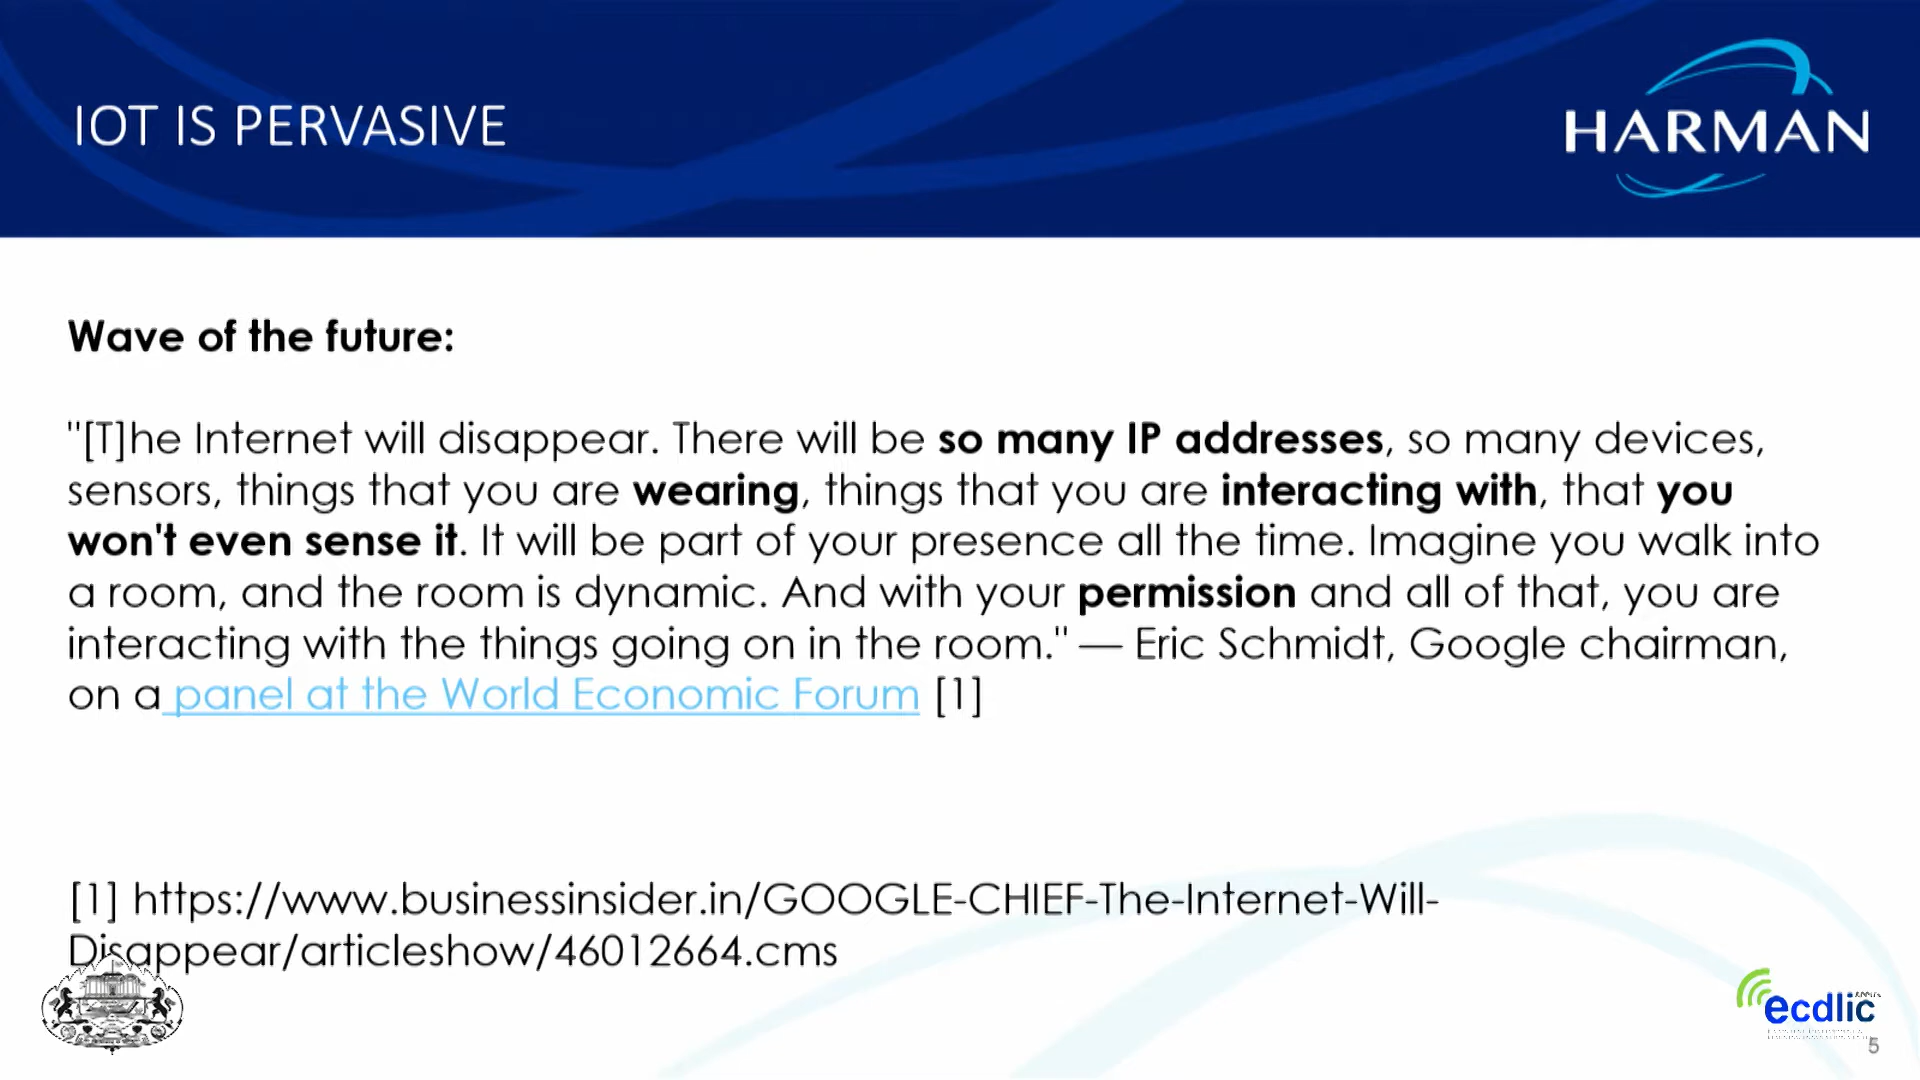 IOT IS PERVASIVE
HARMAN
Wave of the future:
"[T]he Internet will disappear. There will be so many IP addresses, so many devices,
sensors, things that you are wearing, things that you are interacting with, that you
won't even sense it. It will be part of your presence all the time. Imagine you walk into
a room, and the room is dynamic. And with your permission and all of that, you are
interacting with the things going on in the room." — Eric Schmidt, Google chairman,
on a panel at the World Economic Forum [1]
[1] https://www.businessinsider.in/GOOGLE-CHIEF-The-Internet-Will-
Disappear/articleshow/46012664.cms
ecdlic
5